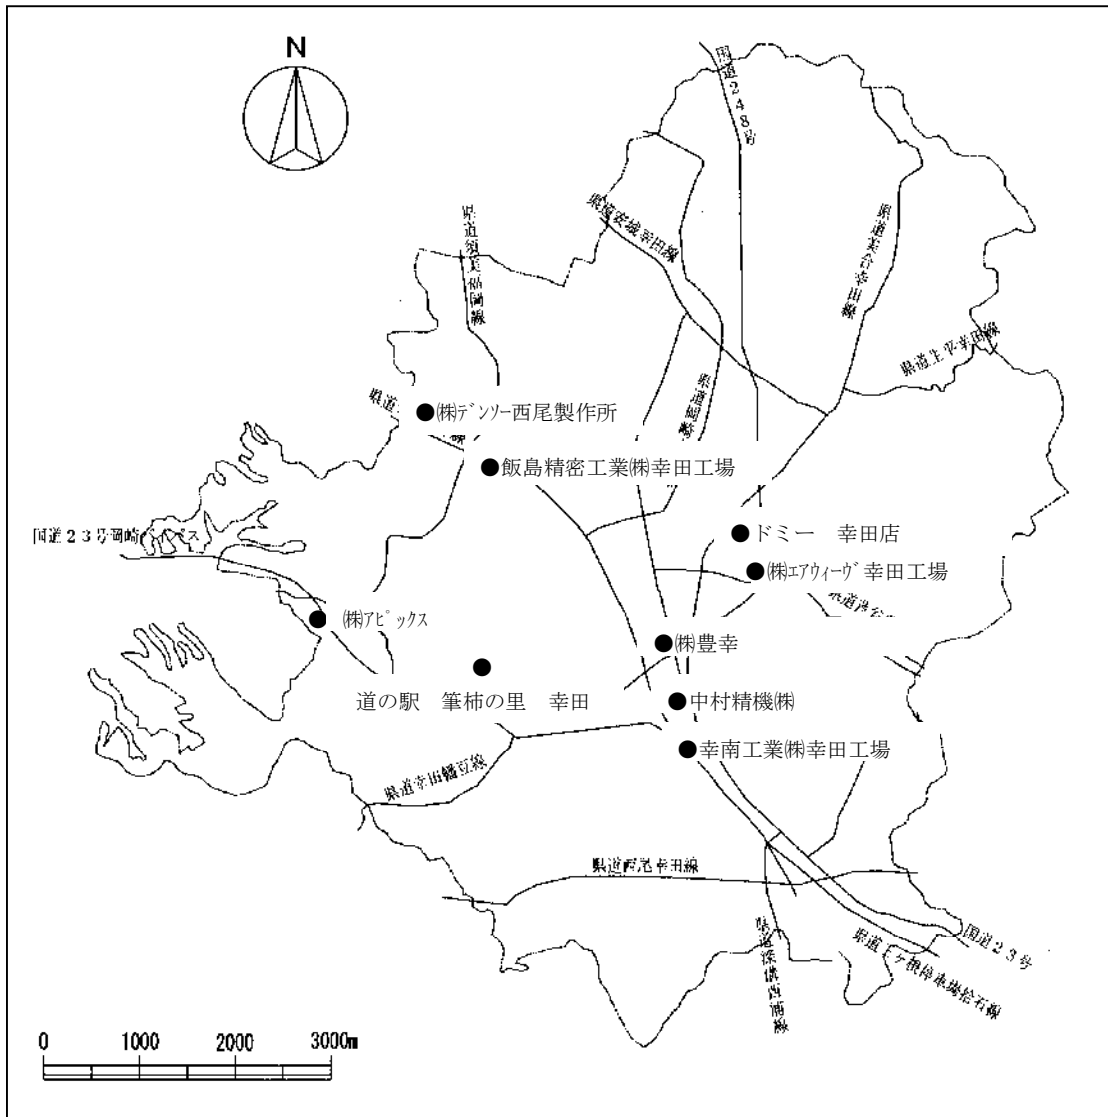 N
国道248号
県道安城幸田線
県道須美福岡線
県道美合幸田線
県道生平幸田線
県道
●㈱ﾃﾞﾝｿｰ西尾製作所
線
●飯島精密工業㈱幸田工場
国道23号岡崎バイパス
●ドミー　幸田店
●㈱ｴｱｳｨｰｳﾞ幸田工場
県道
●㈱ｱﾋﾟｯｸｽ
●㈱豊幸
●
道の駅　筆柿の里　幸田
●中村精機㈱
●幸南工業㈱幸田工場
県道幸田幡豆線
県道西尾幸田線
国道23号
県道深溝西浦線
0 1000 2000 3000m